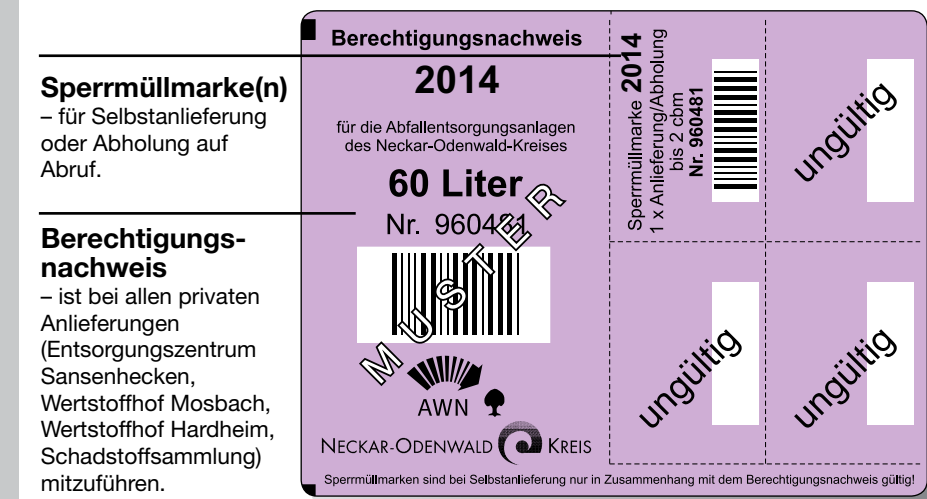 Sperrmüllmarke(n)
– für Selbstanlieferung
oder Abholung auf
Abruf.
Berechtigungs-
nachweis
– ist bei allen privaten
Anlieferungen
(Entsorgungszentrum
Sansenhecken,
Wertstoffhof Mosbach,
Wertstoffhof Hardheim,
Schadstoffsammlung)
mitzuführen.
Berechtigungsnachweis
2014
für die Abfallentsorgungsanlagen
des Neckar-Odenwald-Kreises
60 Liter
Nr. 960481
MUSTER
AWN
NECKAR-ODENWALD KREIS
Sperrmüllmarke 2014
1 x Anlieferung/Abholung
bis 2 cbm
Nr. 960481
ungültig
ungültig
ungültig
Sperrmüllmarken sind bei Selbstanlieferung nur in Zusammenhang mit dem Berechtigungsnachweis gültig!